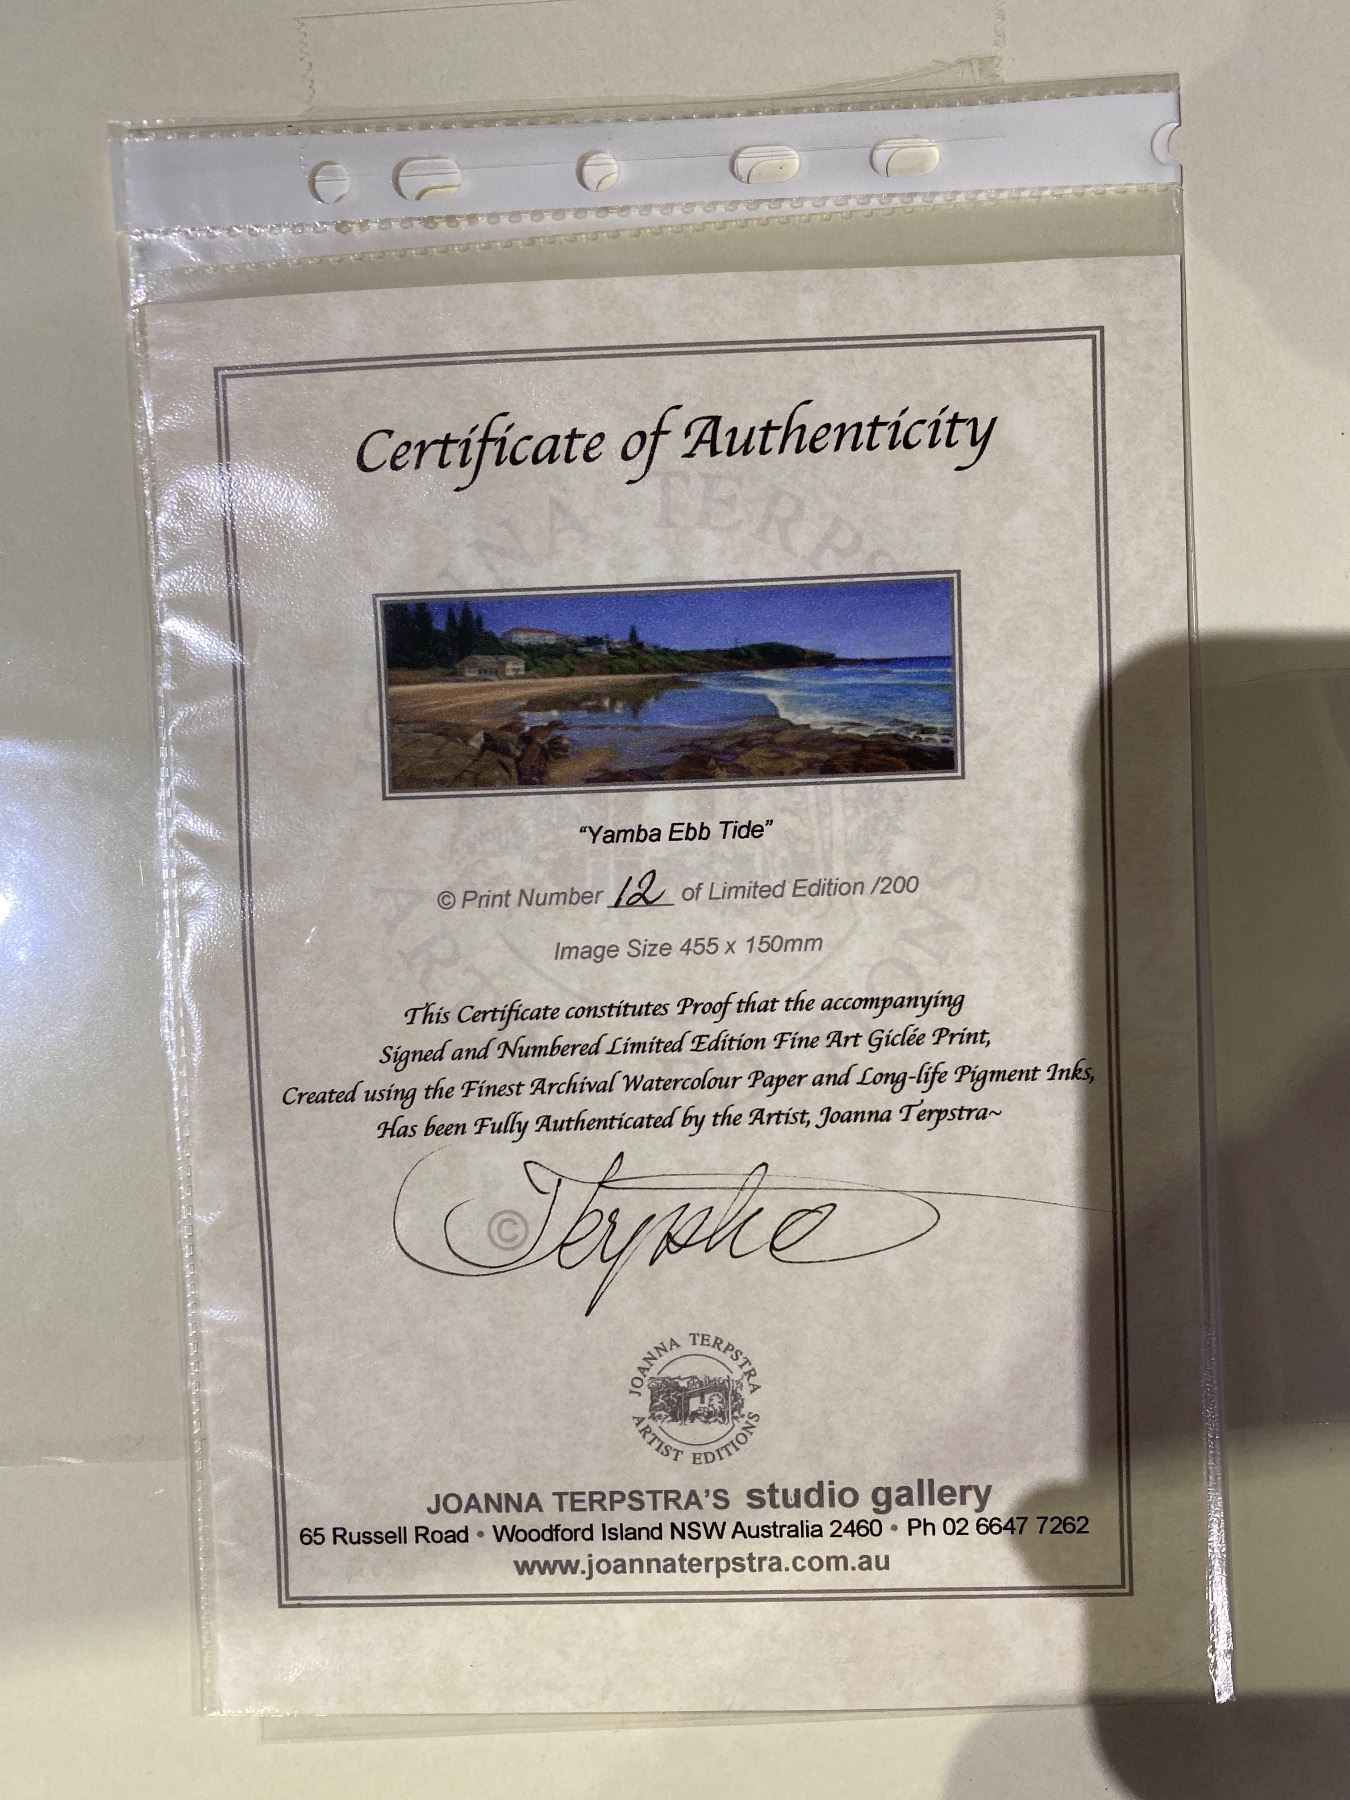 Certificate of Authenticity
"Yamba Ebb Tide"
© Print Number 12 of Limited Edition /200
Image Size 455 x 150mm
This Certificate constitutes Proof that the accompanying
Signed and Numbered Limited Edition Fine Art Giclée Print,
Created using the Finest Archival Watercolour Paper and Long-life Pigment Inks,
Has been Fully Authenticated by the Artist, Joanna Terpstra~
© Terpstra
JOANNA TERPSTRA
ARTIST EDITIONS
JOANNA TERPSTRA'S studio gallery
65 Russell Road • Woodford Island NSW Australia 2460 • Ph 02 6647 7262
www.joannaterpstra.com.au